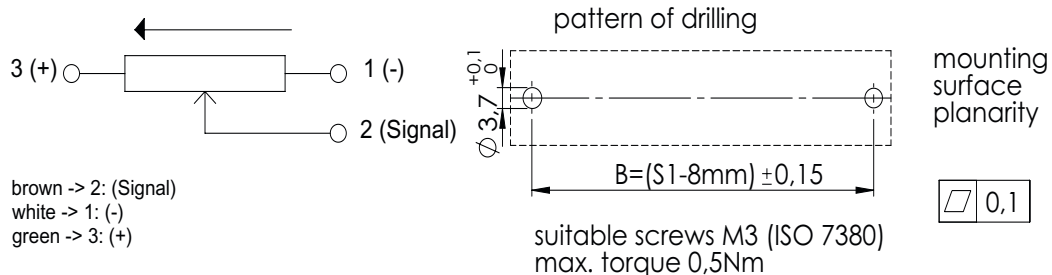 pattern of drilling
3 (+)
1 (-)
2 (Signal)
brown -> 2: (Signal)
white -> 1: (-)
green -> 3: (+)
Ø 3,7 +0,1 0
B=(S1-8mm) ±0,15
suitable screws M3 (ISO 7380)
max. torque 0,5Nm
mounting
surface
planarity
0,1